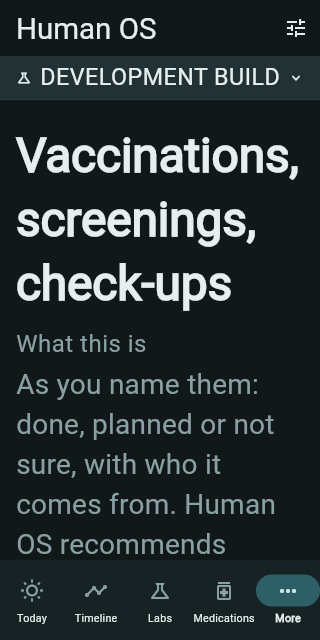 Human OS
DEVELOPMENT BUILD
Vaccinations,
screenings,
check-ups
What this is
As you name them:
done, planned or not
sure, with who it
comes from. Human
OS recommends
Today
Timeline
Labs
Medications
More